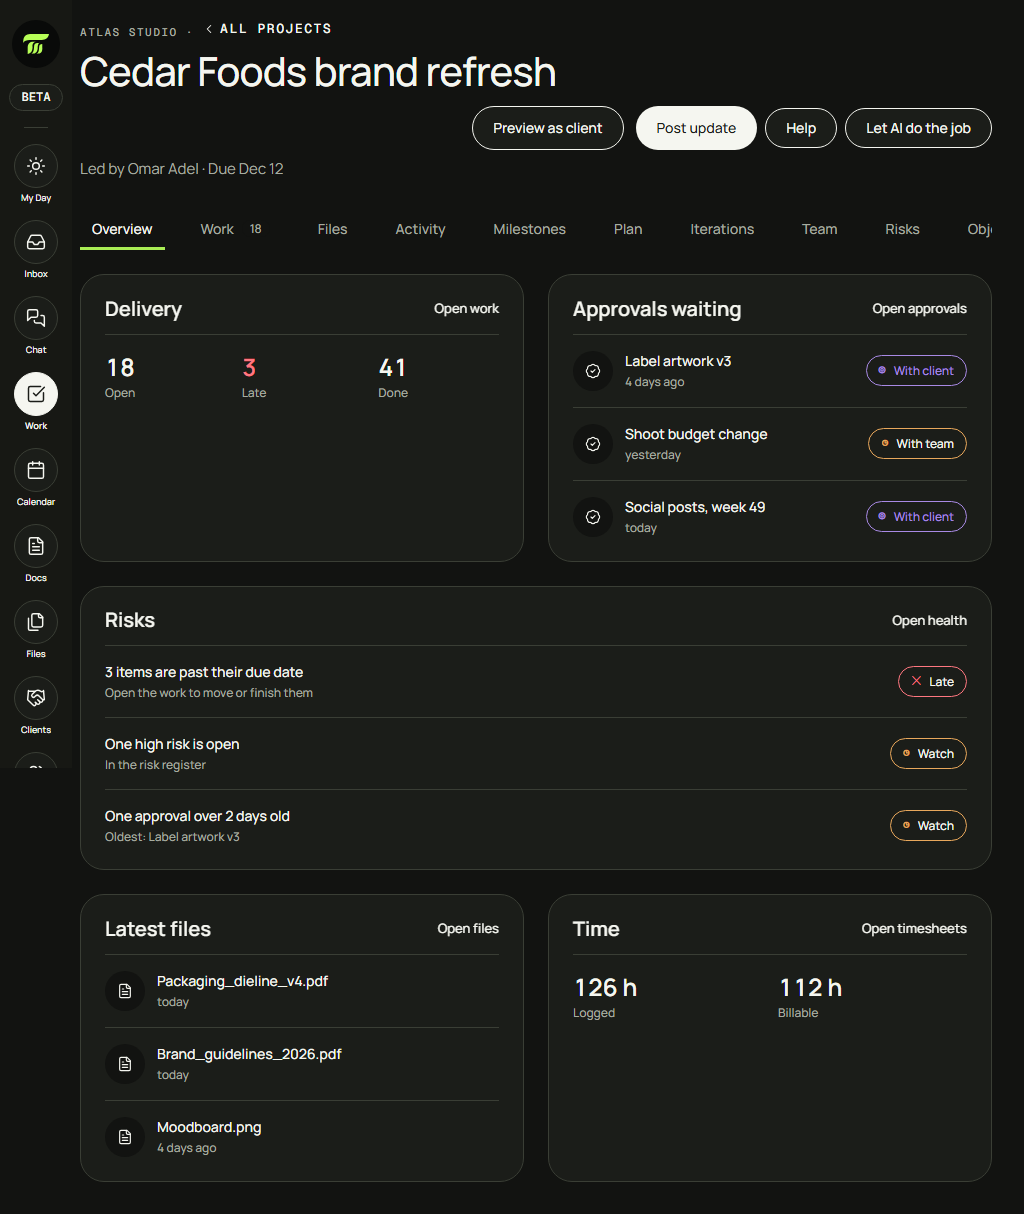 ATLAS STUDIO · ALL PROJECTS
Cedar Foods brand refresh
BETA
Preview as client
Post update
Help
Let AI do the job
Led by Omar Adel · Due Dec 12
My Day
Inbox
Chat
Work
Calendar
Docs
Files
Clients
Overview
Work 18
Files
Activity
Milestones
Plan
Iterations
Team
Risks
Obj
Delivery
Open work
18
Open
3
Late
41
Done
Approvals waiting
Open approvals
Label artwork v3
4 days ago
With client
Shoot budget change
yesterday
With team
Social posts, week 49
today
With client
Risks
Open health
3 items are past their due date
Open the work to move or finish them
Late
One high risk is open
In the risk register
Watch
One approval over 2 days old
Oldest: Label artwork v3
Watch
Latest files
Open files
Packaging_dieline_v4.pdf
today
Brand_guidelines_2026.pdf
today
Moodboard.png
4 days ago
Time
Open timesheets
126 h
Logged
112 h
Billable